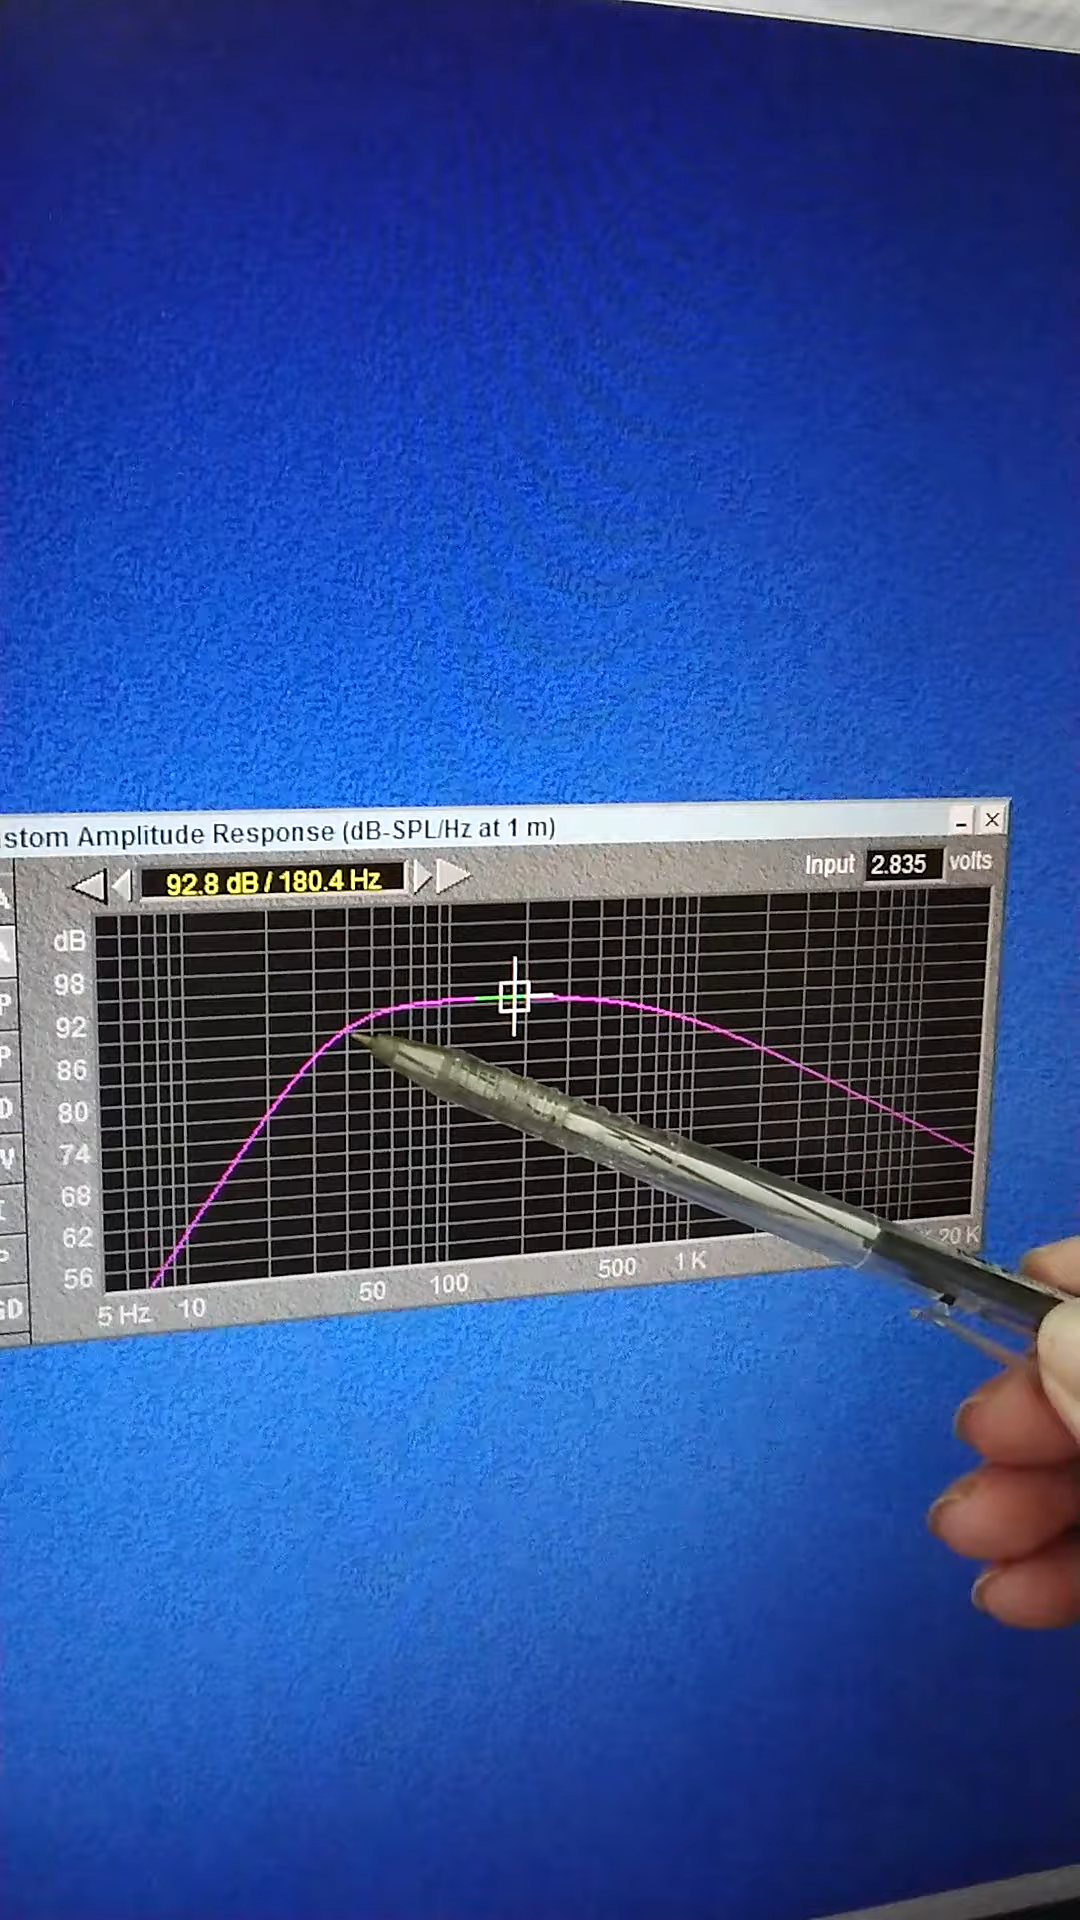 stom Amplitude Response (dB-SPL/Hz at 1 m)
92.8 dB / 180.4 Hz
Input 2.835 volts
dB
98
92
86
80
74
68
62
56
5 Hz 10 50 100 500 1 K 20 K
A
A
P
P
D
V
I
P
GD